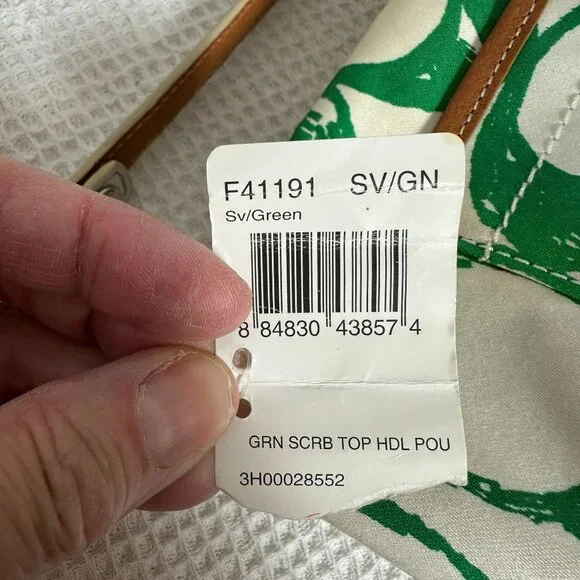 F41191 SV/GN
Sv/Green
8 84830 43857 4
GRN SCRB TOP HDL POU
3H00028552